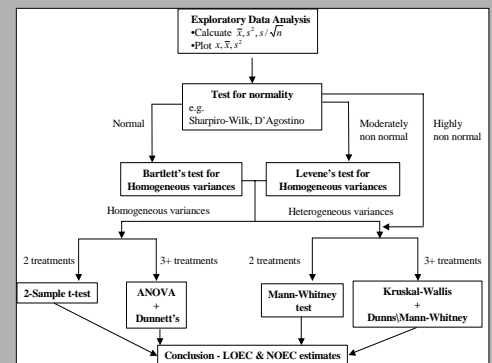 Exploratory Data Analysis
•Calcuate x̄, s², s/√n
•Plot x, x̄, s²
Test for normality
e.g.
Sharpiro-Wilk, D'Agostino
Normal
Moderately
non normal
Highly
non normal
Bartlett's test for
Homogeneous variances
Levene's test for
Homogeneous variances
Homogeneous variances
Heterogeneous variances
2 treatments
3+ treatments
2 treatments
3+ treatments
2-Sample t-test
ANOVA
+
Dunnett's
Mann-Whitney
test
Kruskal-Wallis
+
Dunns\Mann-Whitney
Conclusion - LOEC & NOEC estimates